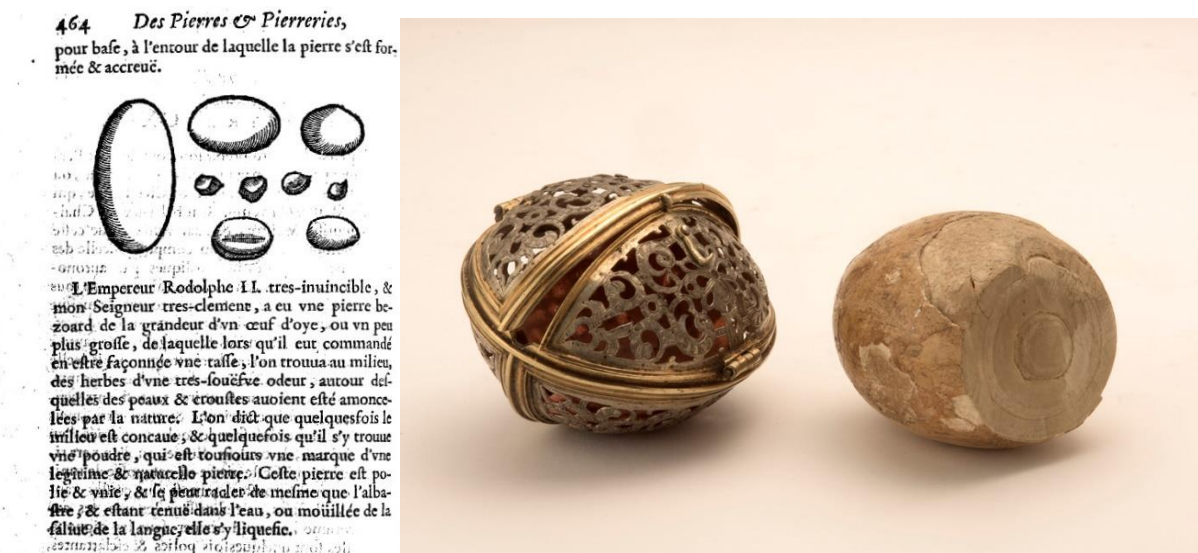 464 Des Pierres & Pierreries,
pour baſe, à l'entour de laquelle la pierre s'eſt for-
mée & accreuë.
L'Empereur Rodolphe II. tres-inuincible, &
mon Seigneur tres-clement, a eu vne pierre be-
zoard de la grandeur d'vn œuf d'oye, ou vn peu
plus groſſe, de laquelle lors qu'il eut commandé
en eſtre façonnée vne taſſe, l'on trouua au milieu,
des herbes d'vne tres-ſouëfve odeur, autour deſ-
quelles des peaux & crouſtes auoient eſté amonce-
lées par la nature. L'on dict que quelquesfois le
milieu eſt concaue, & quelquefois qu'il s'y trouue
vne poudre, qui eſt touſiours vne marque d'vne
legitime & naturelle pierre. Ceſte pierre eſt po-
lie & vnie, & ſe peut racler de meſme que l'alba-
ſtre, & eſtant tenuë dans l'eau, ou moüillée de la
ſaliue de la langue, elle s'y liquefie.